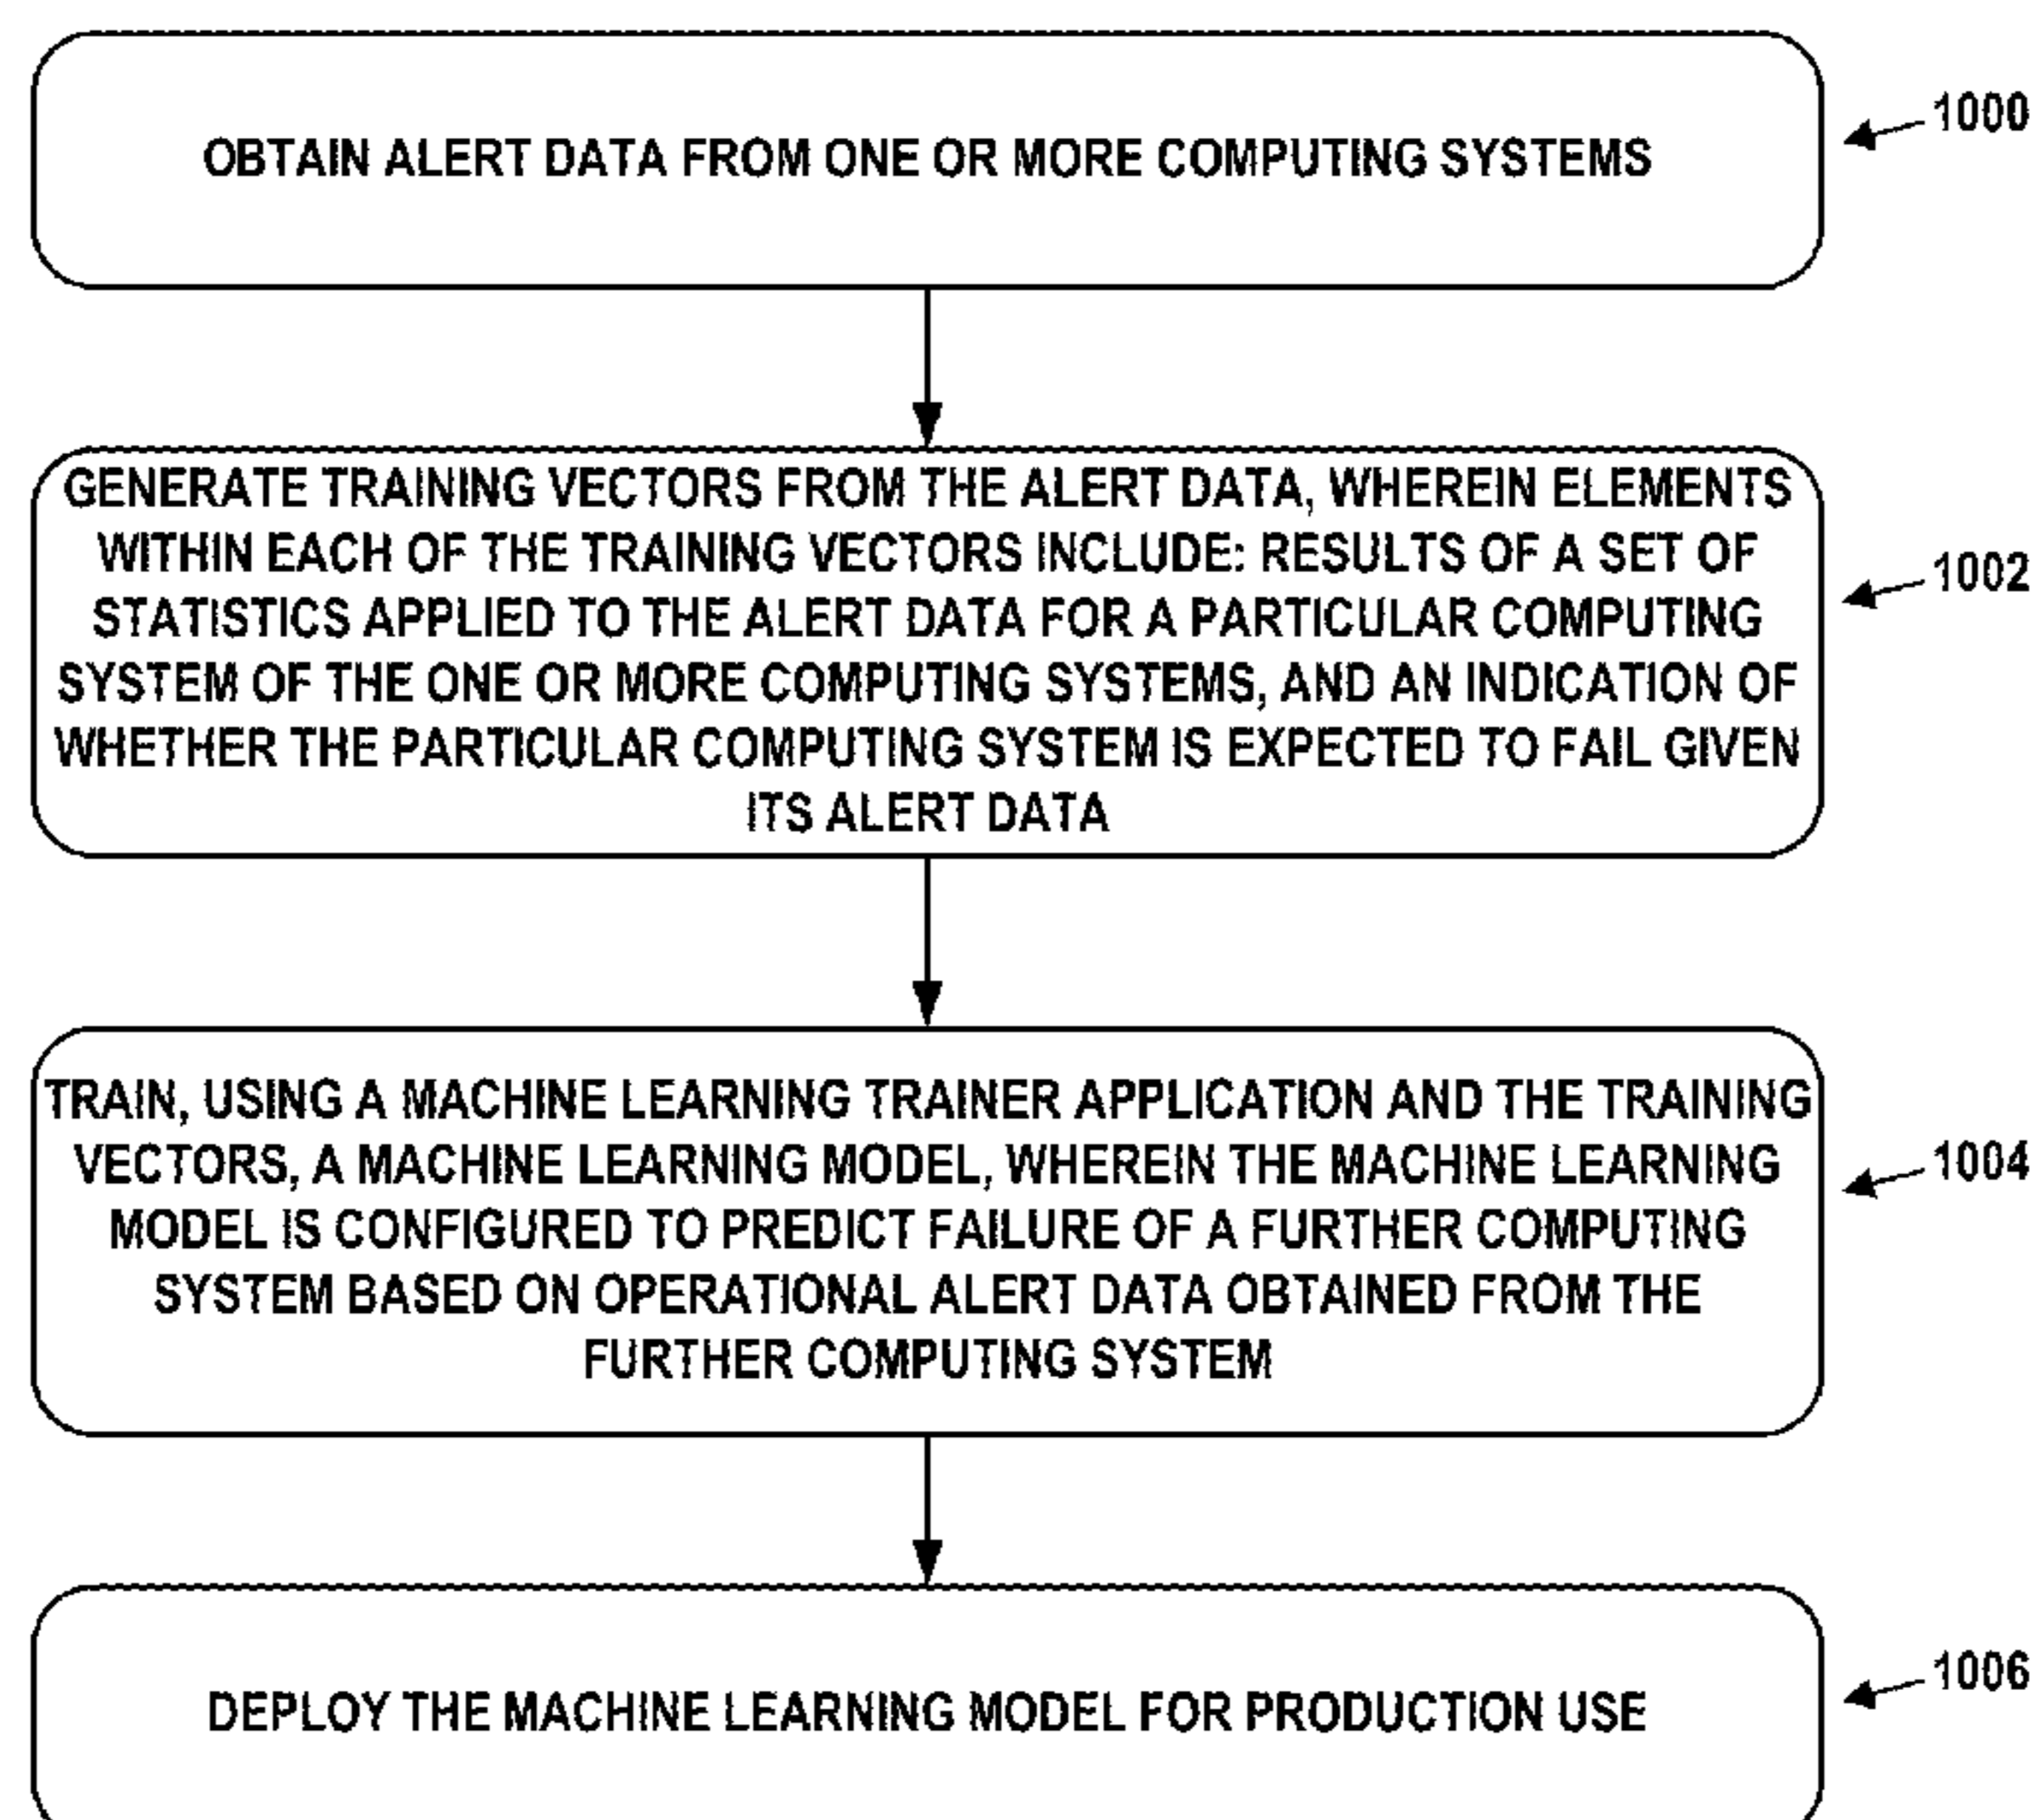 OBTAIN ALERT DATA FROM ONE OR MORE COMPUTING SYSTEMS
1000
GENERATE TRAINING VECTORS FROM THE ALERT DATA, WHEREIN ELEMENTS
WITHIN EACH OF THE TRAINING VECTORS INCLUDE: RESULTS OF A SET OF
STATISTICS APPLIED TO THE ALERT DATA FOR A PARTICULAR COMPUTING
SYSTEM OF THE ONE OR MORE COMPUTING SYSTEMS, AND AN INDICATION OF
WHETHER THE PARTICULAR COMPUTING SYSTEM IS EXPECTED TO FAIL GIVEN
ITS ALERT DATA
1002
TRAIN, USING A MACHINE LEARNING TRAINER APPLICATION AND THE TRAINING
VECTORS, A MACHINE LEARNING MODEL, WHEREIN THE MACHINE LEARNING
MODEL IS CONFIGURED TO PREDICT FAILURE OF A FURTHER COMPUTING
SYSTEM BASED ON OPERATIONAL ALERT DATA OBTAINED FROM THE
FURTHER COMPUTING SYSTEM
1004
DEPLOY THE MACHINE LEARNING MODEL FOR PRODUCTION USE
1006